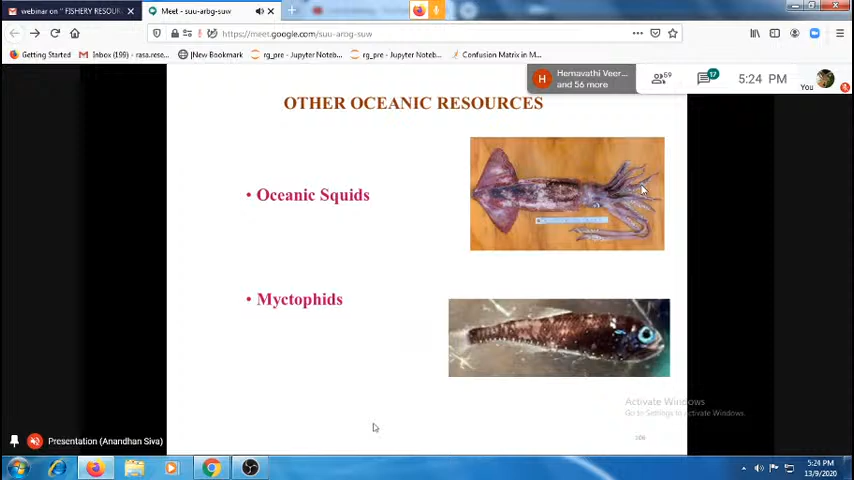 webinar on " FISHERY RESOUR
Meet - suu-arbg-suw
https://meet.google.com/suu-arbg-suw
Getting Started
Inbox (199) - rasa.rese
|New Bookmark
rg_pre - Jupyter Noteb...
rg_pre - Jupyter Noteb...
Confusion Matrix in M...
H
Hemavathi Veer...
and 56 more
59
17
5:24 PM
You
OTHER OCEANIC RESOURCES
• Oceanic Squids
• Myctophids
Activate Windows
Go to Settings to activate Windows.
100
Presentation (Anandhan Siva)
5:24 PM
13/9/2020